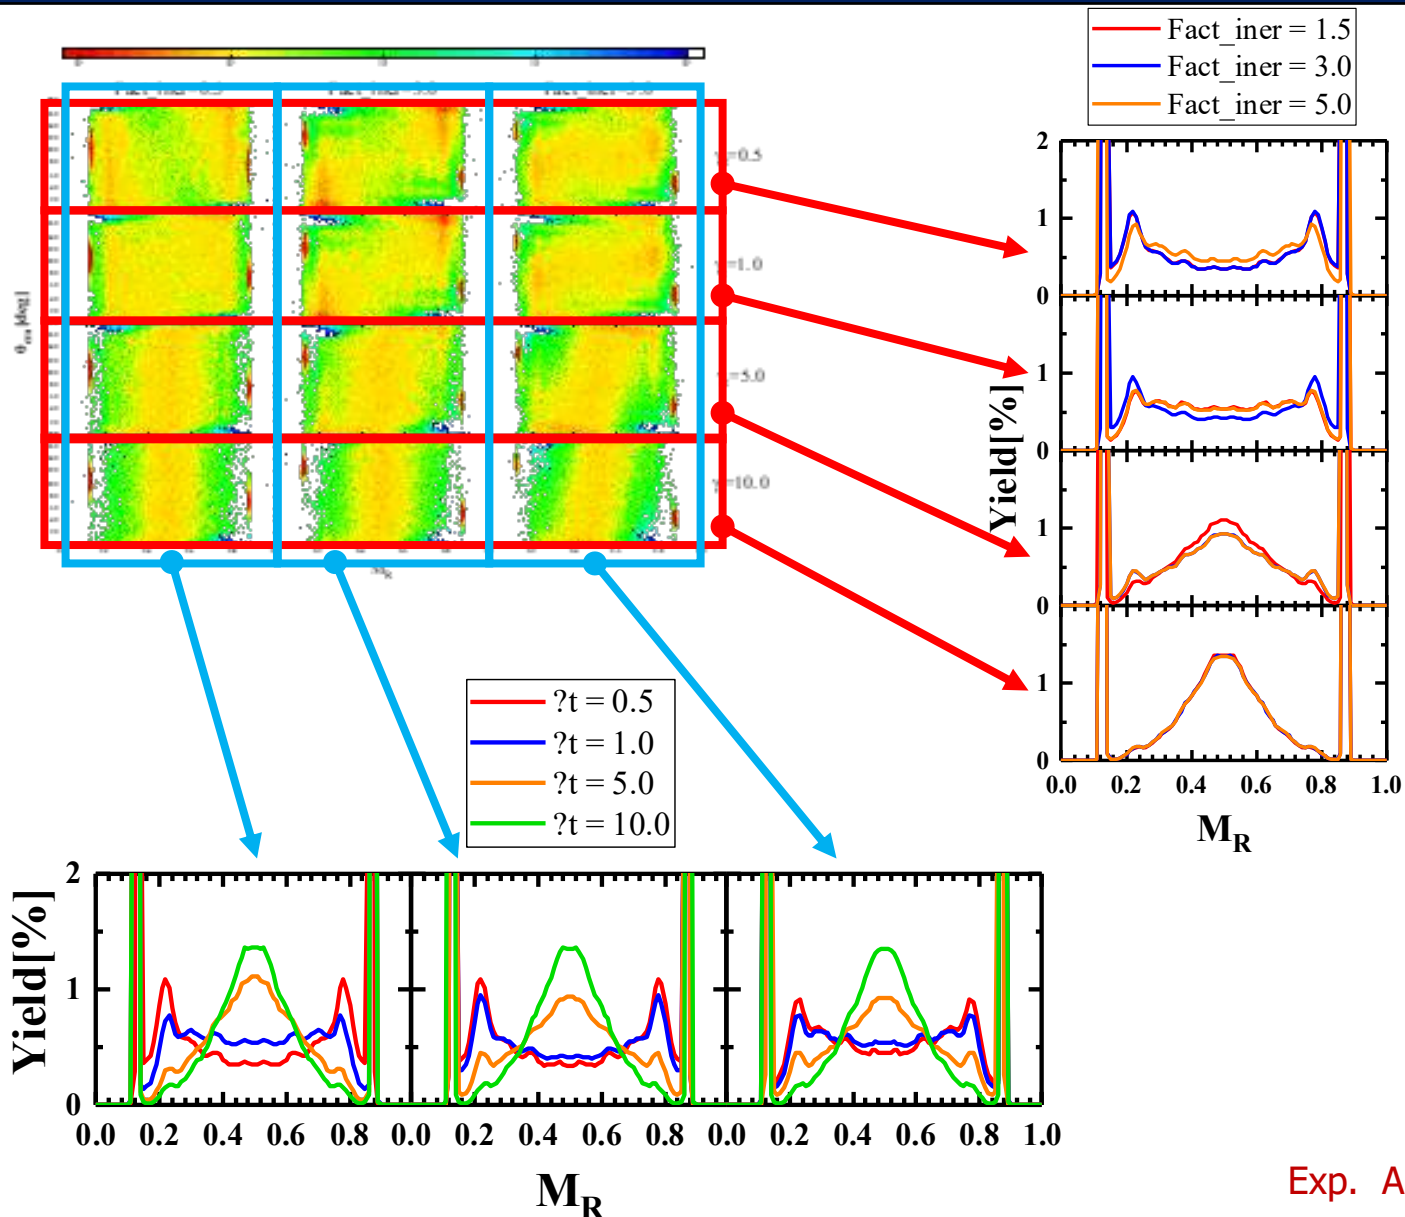 Fact_iner = 1.5
Fact_iner = 3.0
Fact_iner = 5.0
=0.5
=1.0
=5.0
=10.0
θ [deg]
M_R
2
1
0
1
0
1
0
1
0
Yield[%]
0.0 0.2 0.4 0.6 0.8 1.0
M_R
?t = 0.5
?t = 1.0
?t = 5.0
?t = 10.0
2
1
0
Yield[%]
0.0 0.2 0.4 0.6 0.8 0.0 0.2 0.4 0.6 0.8 0.0 0.2 0.4 0.6 0.8 1.0
M_R
Exp. A